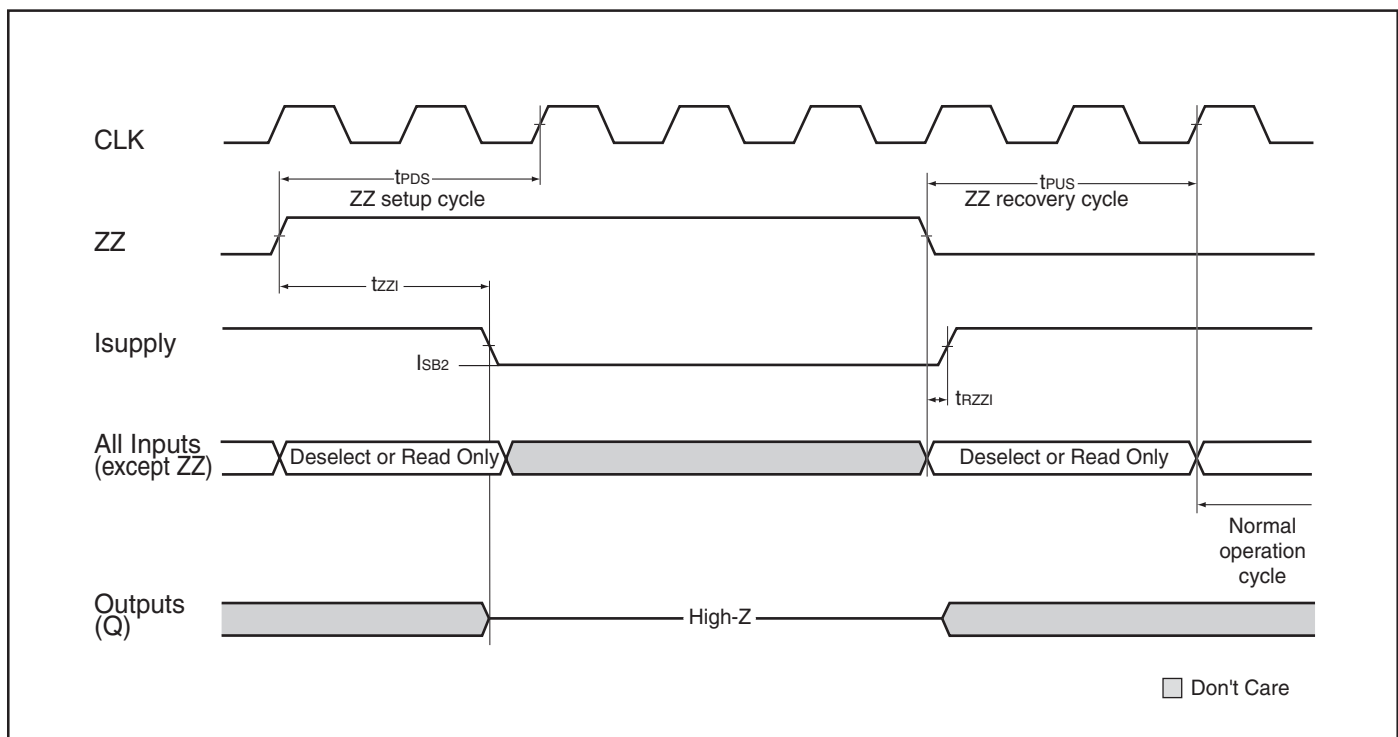 CLK
tPDS
ZZ setup cycle
tPUS
ZZ recovery cycle
ZZ
tZZI
Isupply
ISB2
tRZZI
All Inputs
(except ZZ)
Deselect or Read Only
Deselect or Read Only
Normal
operation
cycle
Outputs
(Q)
High-Z
Don't Care